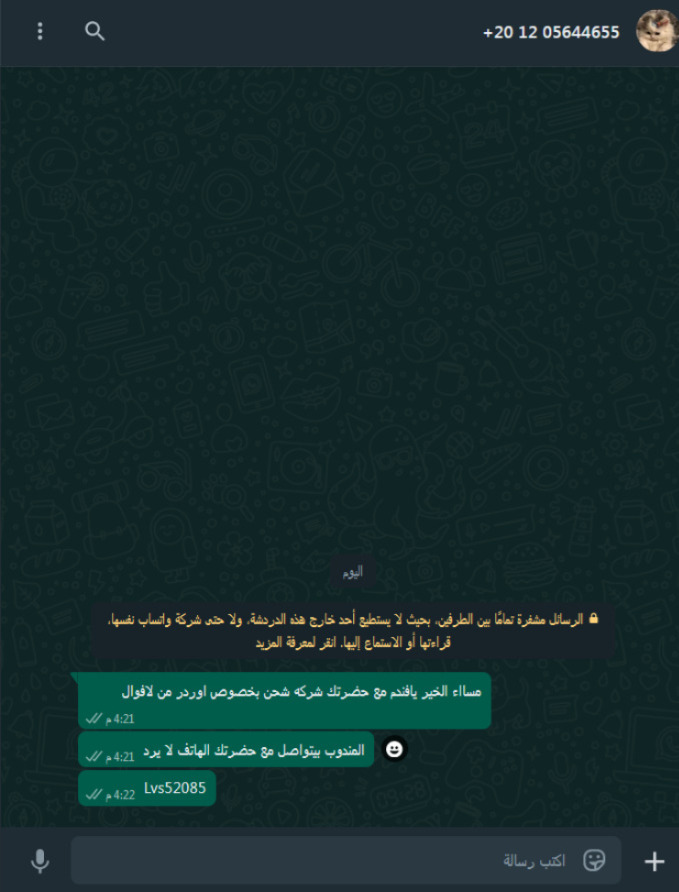 +20 12 05644655
اليوم
الرسائل مشفرة تمامًا بين الطرفين، بحيث لا يستطيع أحد خارج هذه الدردشة، ولا حتى شركة واتساب نفسها،
قراءتها أو الاستماع إليها. انقر لمعرفة المزيد
مسااء الخير يافندم مع حضرتك شركه شحن بخصوص اوردر من لافوال
4:21 م
المندوب بيتواصل مع حضرتك الهاتف لا يرد
4:21 م
Lvs52085
4:22 م
اكتب رسالة